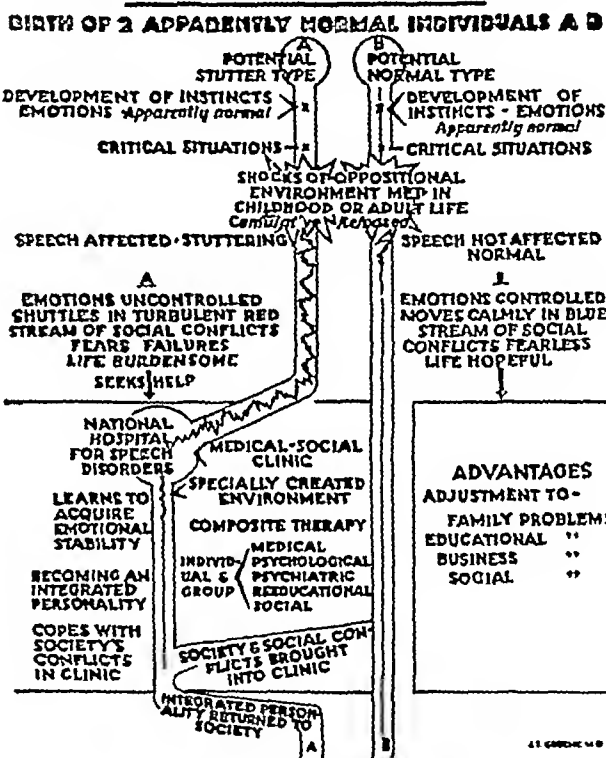 BIRTH OF 2 APPARENTLY NORMAL INDIVIDUALS A B
A
POTENTIAL
STUTTER TYPE
B
POTENTIAL
NORMAL TYPE
DEVELOPMENT OF INSTINCTS
EMOTIONS - Apparently normal
DEVELOPMENT OF
INSTINCTS - EMOTIONS
Apparently normal
CRITICAL SITUATIONS
CRITICAL SITUATIONS
SHOCKS OF OPPOSITIONAL
ENVIRONMENT MET IN
CHILDHOOD OR ADULT LIFE
SPEECH AFFECTED - STUTTERING
SPEECH NOT AFFECTED
NORMAL
A
EMOTIONS UNCONTROLLED
SHUTTLES IN TURBULENT RED
STREAM OF SOCIAL CONFLICTS
FEARS FAILURES
LIFE BURDENSOME
SEEKS HELP
EMOTIONS CONTROLLED
MOVES CALMLY IN BLUE
STREAM OF SOCIAL
CONFLICTS FEARLESS
LIFE HOPEFUL
NATIONAL
HOSPITAL
FOR SPEECH
DISORDERS
MEDICAL-SOCIAL
CLINIC
SPECIALLY CREATED
ENVIRONMENT
LEARNS TO
ACQUIRE
EMOTIONAL
STABILITY
COMPOSITE THERAPY
INDIVID-
UAL &
GROUP
MEDICAL
PSYCHOLOGICAL
PSYCHIATRIC
REEDUCATIONAL
SOCIAL
BECOMING AN
INTEGRATED
PERSONALITY
COPES WITH
SOCIETY'S
CONFLICTS
IN CLINIC
SOCIETY & SOCIAL CON-
FLICTS BROUGHT
INTO CLINIC
INTEGRATED PERSON-
ALITY RETURNED TO
SOCIETY
A
B
ADVANTAGES
ADJUSTMENT TO-
FAMILY PROBLEMS
EDUCATIONAL "
BUSINESS "
SOCIAL "